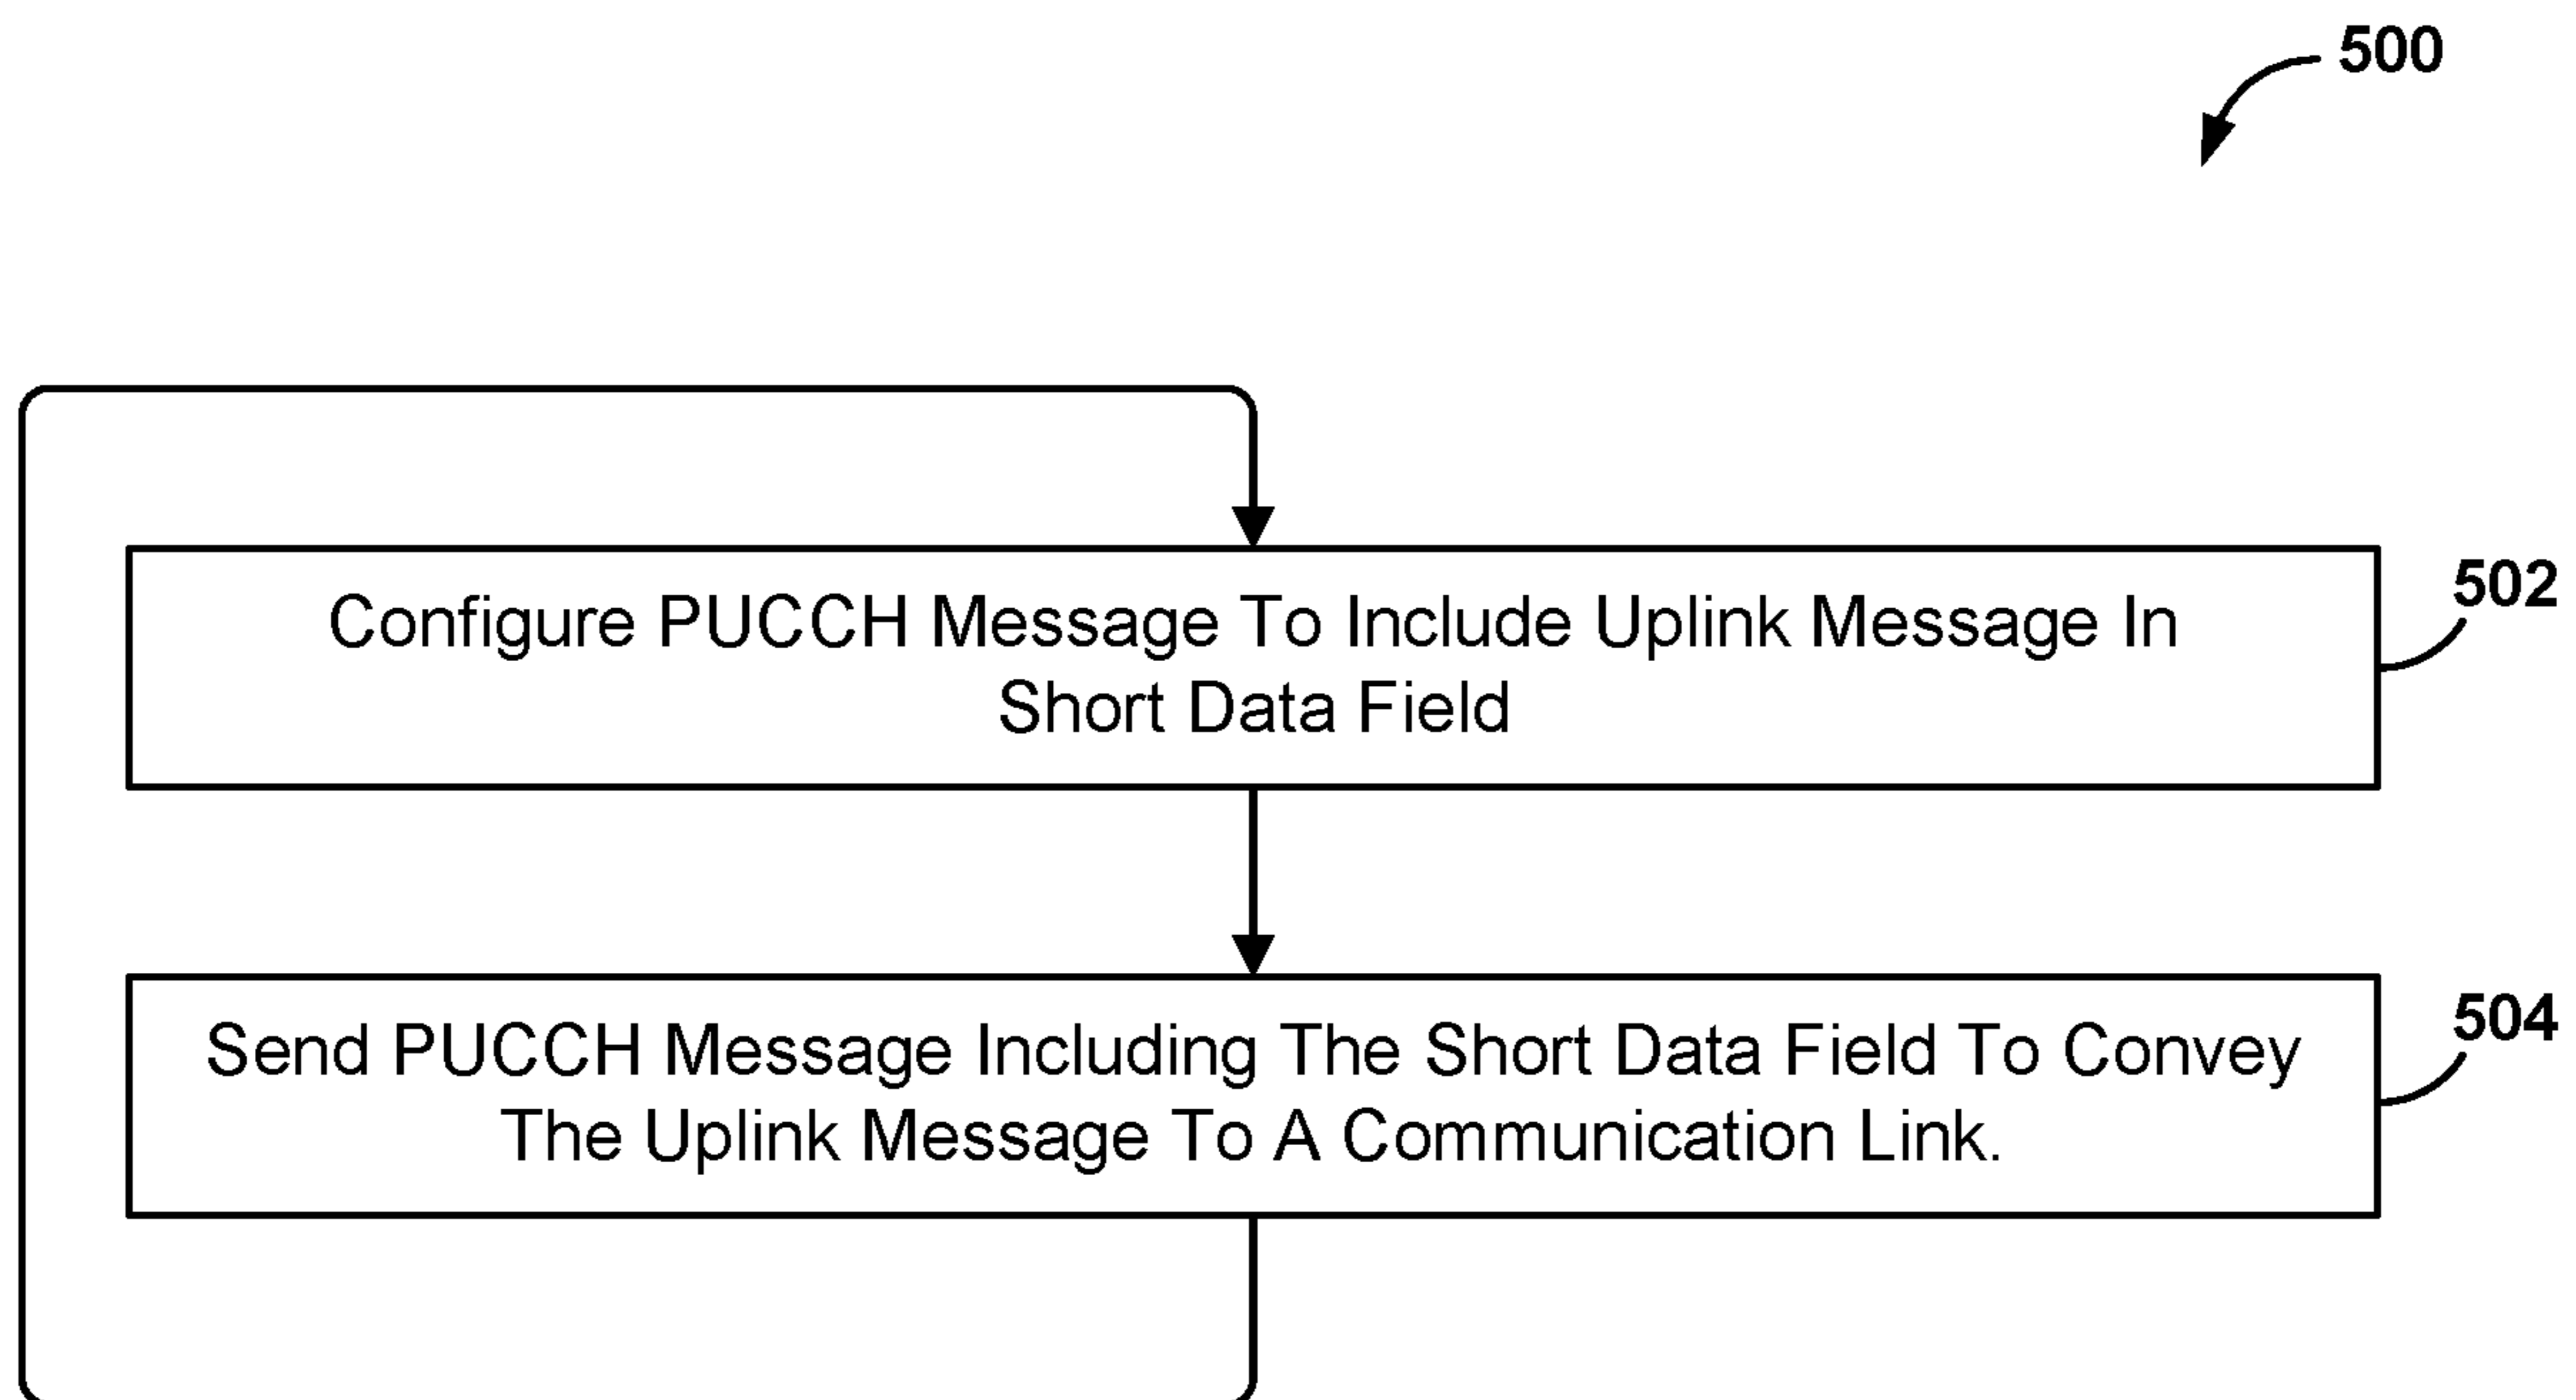 500
Configure PUCCH Message To Include Uplink Message In
Short Data Field
502
Send PUCCH Message Including The Short Data Field To Convey
The Uplink Message To A Communication Link.
504